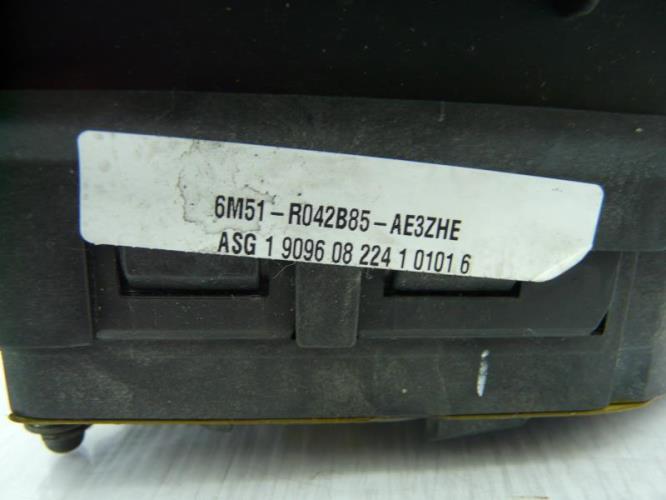 6M51-R042B85-AE3ZHE
ASG 1 9096 08 224 1 0101 6